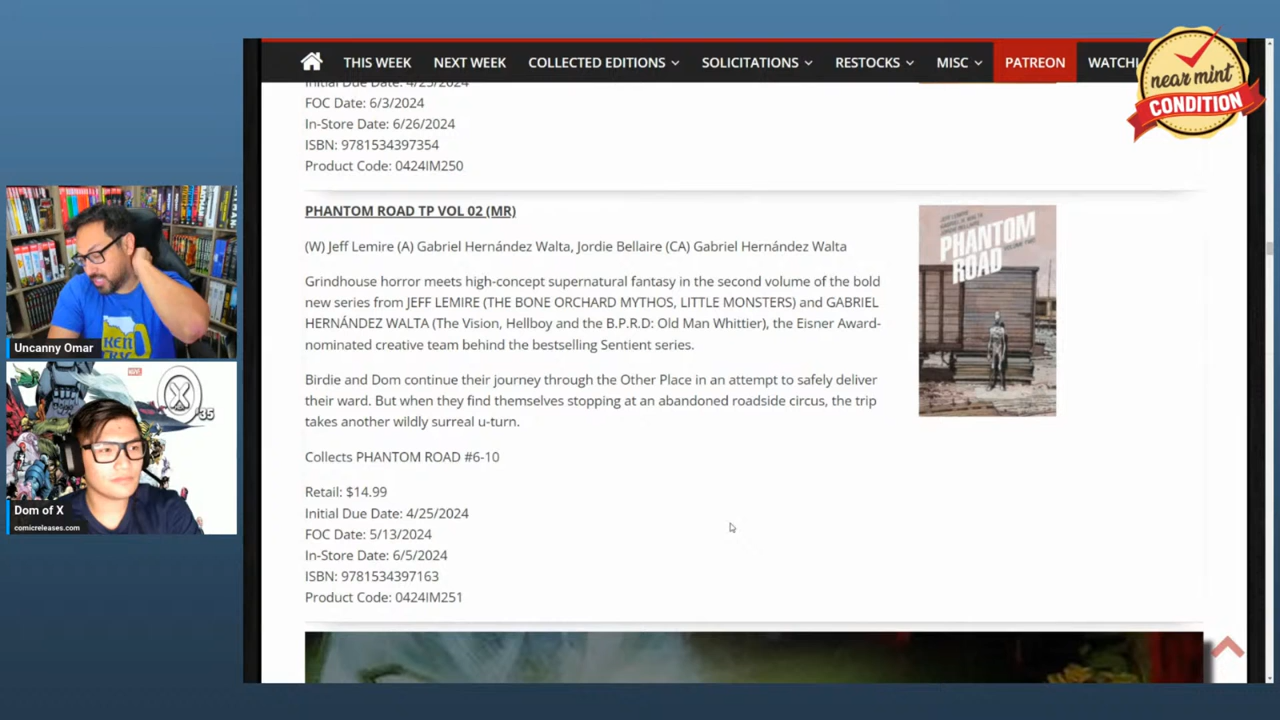 THIS WEEK NEXT WEEK COLLECTED EDITIONS SOLICITATIONS RESTOCKS MISC PATREON WATCHL
near mint
CONDITION
Initial Due Date: 4/25/2024
FOC Date: 6/3/2024
In-Store Date: 6/26/2024
ISBN: 9781534397354
Product Code: 0424IM250
PHANTOM ROAD TP VOL 02 (MR)
(W) Jeff Lemire (A) Gabriel Hernández Walta, Jordie Bellaire (CA) Gabriel Hernández Walta
Grindhouse horror meets high-concept supernatural fantasy in the second volume of the bold
new series from JEFF LEMIRE (THE BONE ORCHARD MYTHOS, LITTLE MONSTERS) and GABRIEL
HERNÁNDEZ WALTA (The Vision, Hellboy and the B.P.R.D: Old Man Whittier), the Eisner Award-
nominated creative team behind the bestselling Sentient series.
Birdie and Dom continue their journey through the Other Place in an attempt to safely deliver
their ward. But when they find themselves stopping at an abandoned roadside circus, the trip
takes another wildly surreal u-turn.
Collects PHANTOM ROAD #6-10
Retail: $14.99
Initial Due Date: 4/25/2024
FOC Date: 5/13/2024
In-Store Date: 6/5/2024
ISBN: 9781534397163
Product Code: 0424IM251
PHANTOM
ROAD
Uncanny Omar
X
35
Dom of X
comicreleases.com